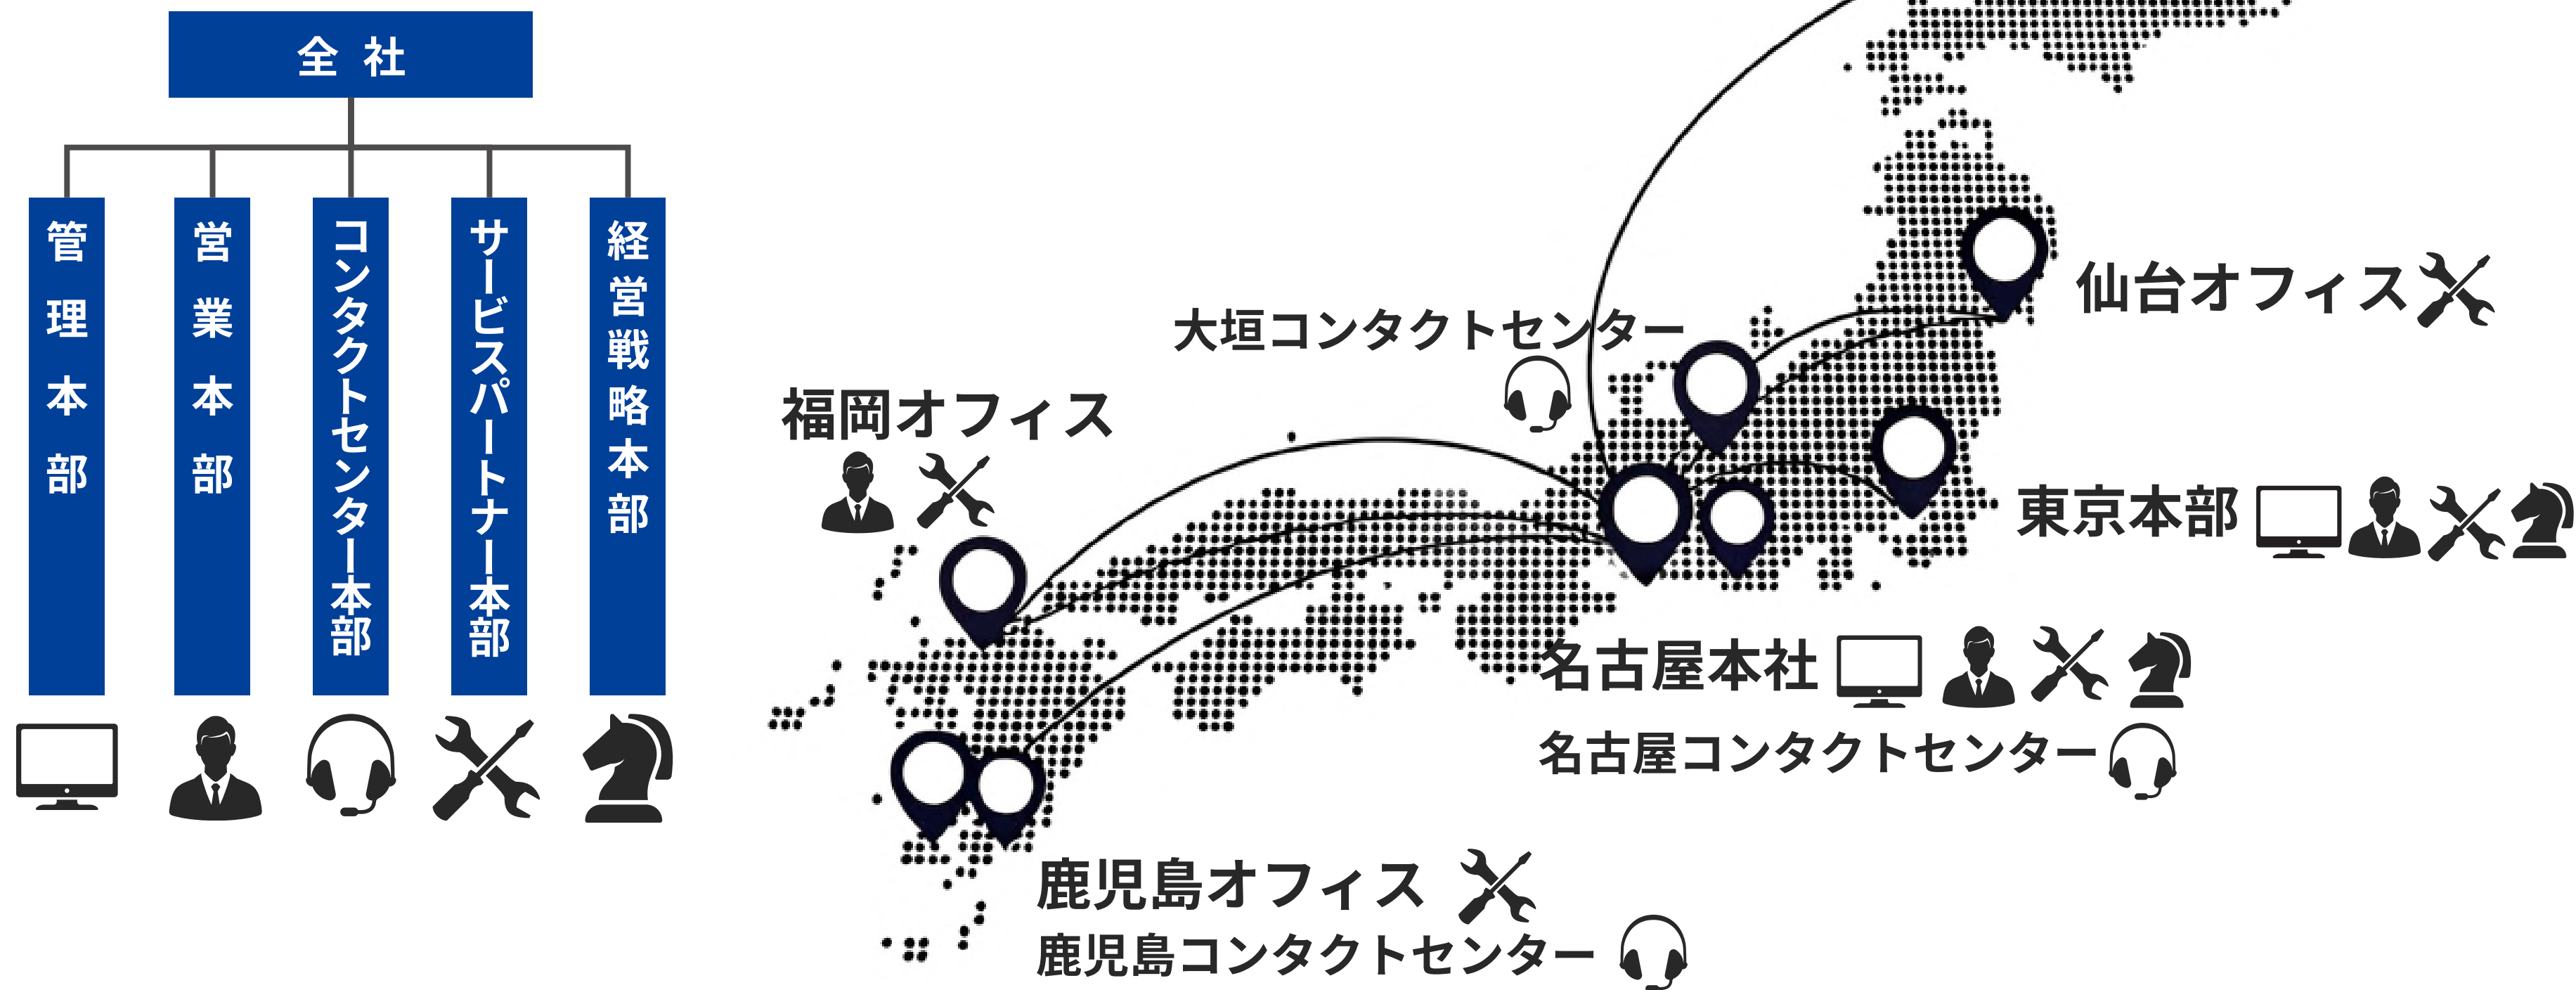 全社
管理本部
営業本部
コンタクトセンター本部
サービスパートナー本部
経営戦略本部
仙台オフィス
大垣コンタクトセンター
福岡オフィス
東京本部
名古屋本社
名古屋コンタクトセンター
鹿児島オフィス
鹿児島コンタクトセンター